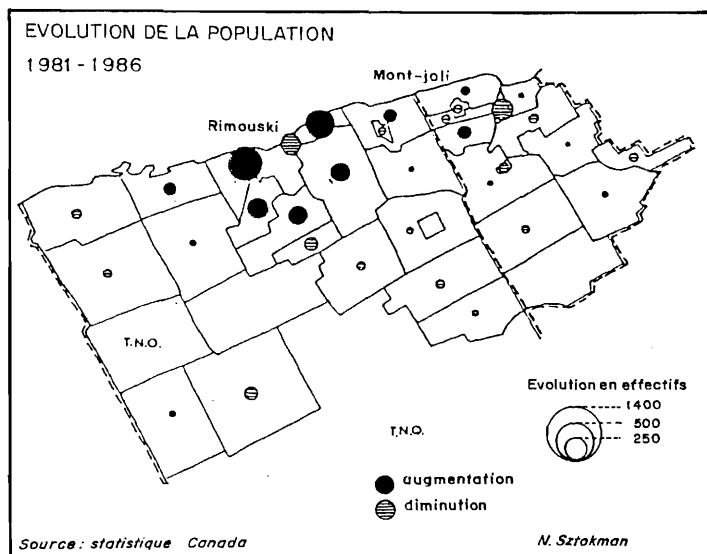 EVOLUTION DE LA POPULATION
1981 - 1986
Mont-joli
Rimouski
T.N.O.
T.N.O.
Evolution en effectifs
1400
500
250
augmentation
diminution
Source : statistique Canada
N. Sztokman